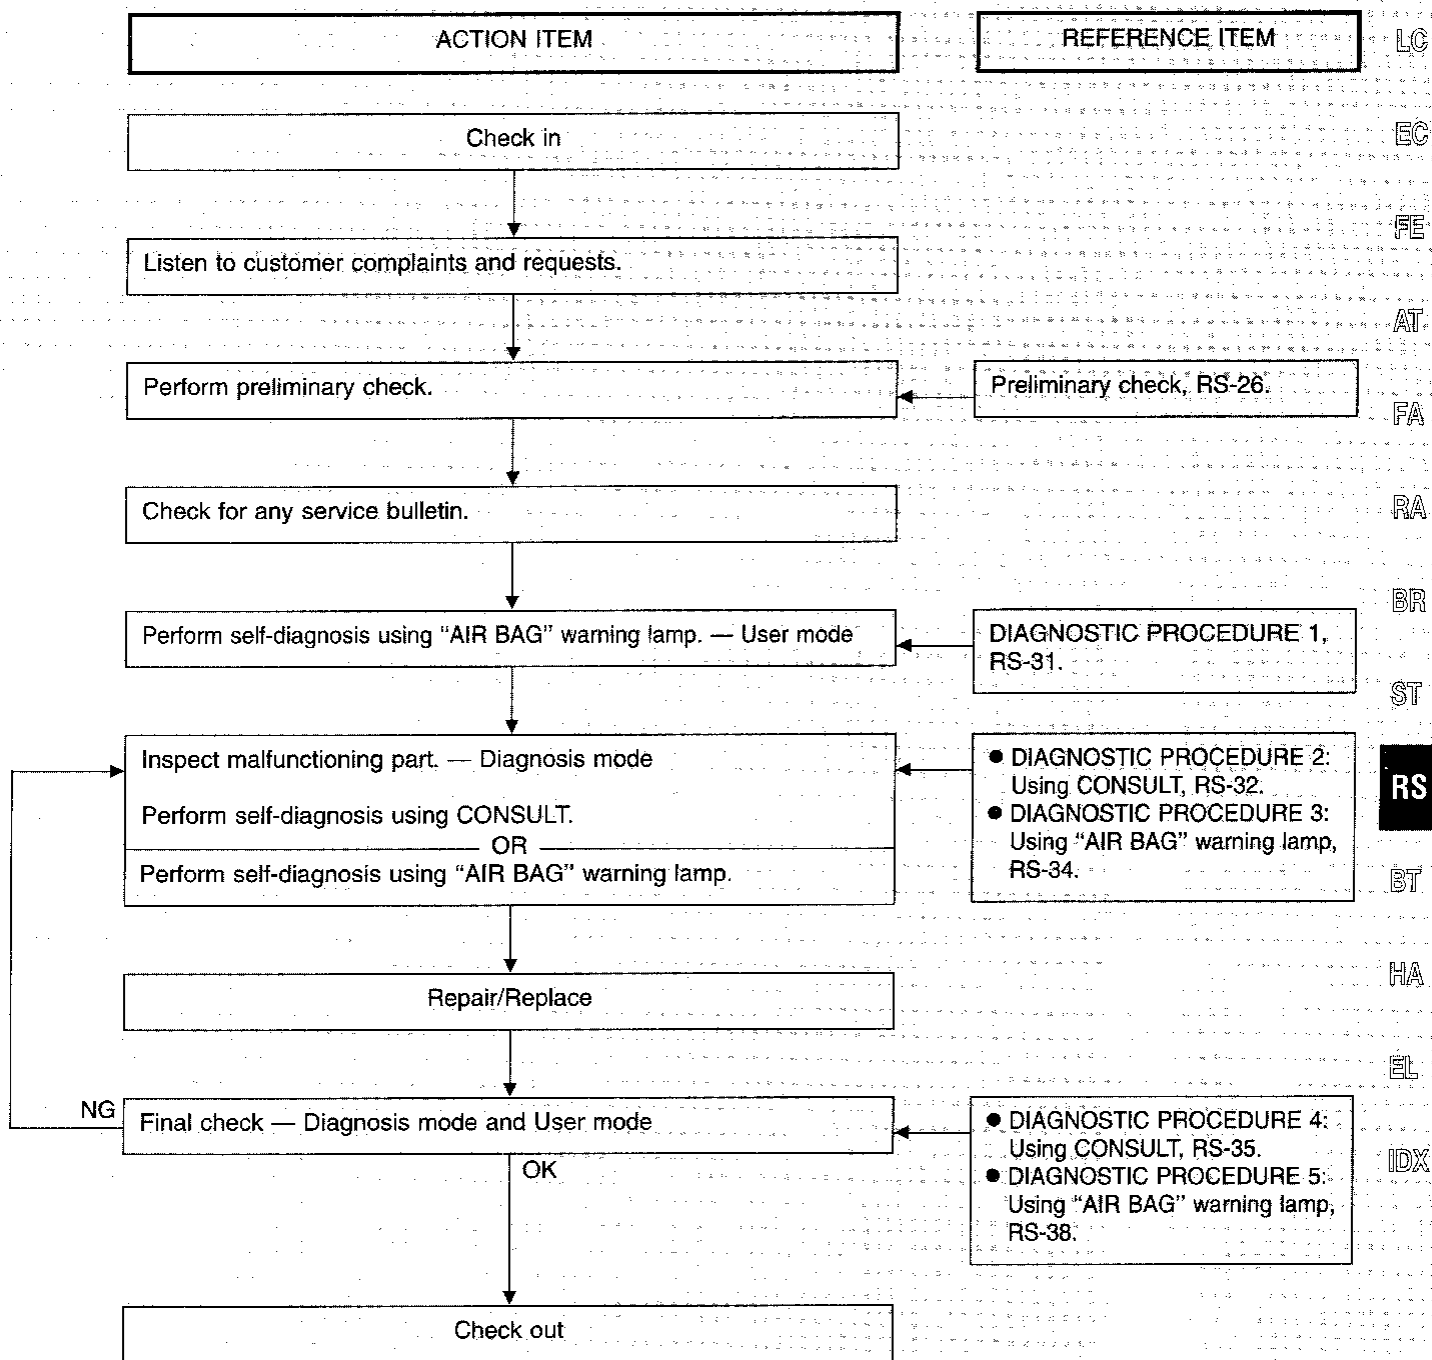 ACTION ITEM
REFERENCE ITEM
LC
Check in
EC
FE
Listen to customer complaints and requests.
AT
Perform preliminary check.
Preliminary check, RS-26.
FA
Check for any service bulletin.
RA
BR
Perform self-diagnosis using “AIR BAG” warning lamp. — User mode
DIAGNOSTIC PROCEDURE 1,
RS-31.
ST
Inspect malfunctioning part. — Diagnosis mode
Perform self-diagnosis using CONSULT.
OR
Perform self-diagnosis using “AIR BAG” warning lamp.
● DIAGNOSTIC PROCEDURE 2:
Using CONSULT, RS-32.
● DIAGNOSTIC PROCEDURE 3:
Using “AIR BAG” warning lamp,
RS-34.
RS
BT
HA
Repair/Replace
EL
NG
Final check — Diagnosis mode and User mode
OK
● DIAGNOSTIC PROCEDURE 4:
Using CONSULT, RS-35.
● DIAGNOSTIC PROCEDURE 5:
Using “AIR BAG” warning lamp,
RS-38.
IDX
Check out